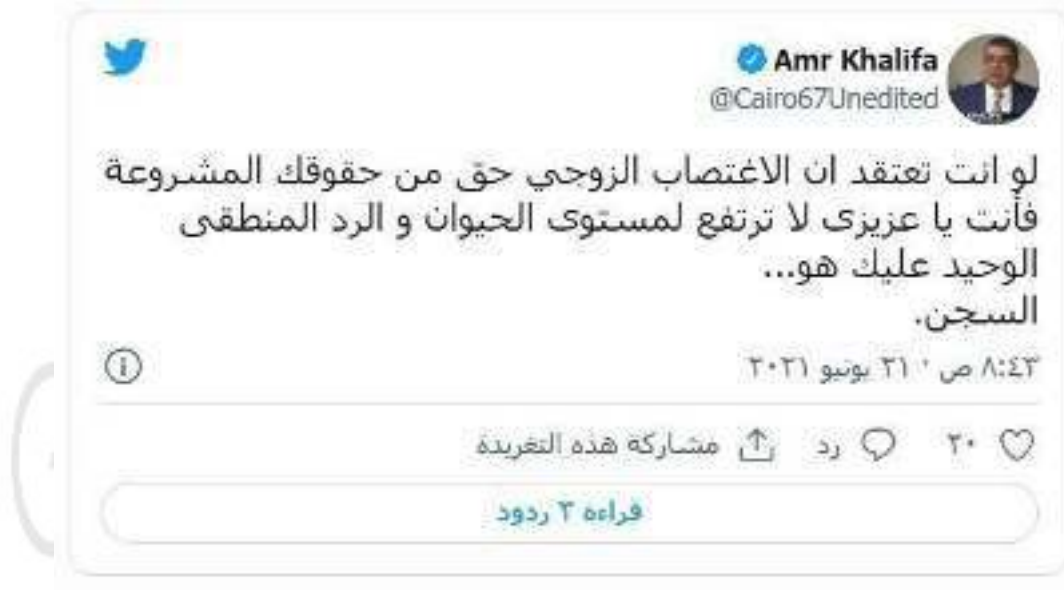 Amr Khalifa
@Cairo67Unedited
لو انت تعتقد ان الاغتصاب الزوجي حق من حقوقك المشروعة
فأنت يا عزيزى لا ترتفع لمستوى الحيوان و الرد المنطقى
الوحيد عليك هو...
السجن.
٨:٤٣ ص · ٢١ يونيو ٢٠٢١
٢٠ رد مشاركة هذه التغريدة
قراءه ٣ ردود